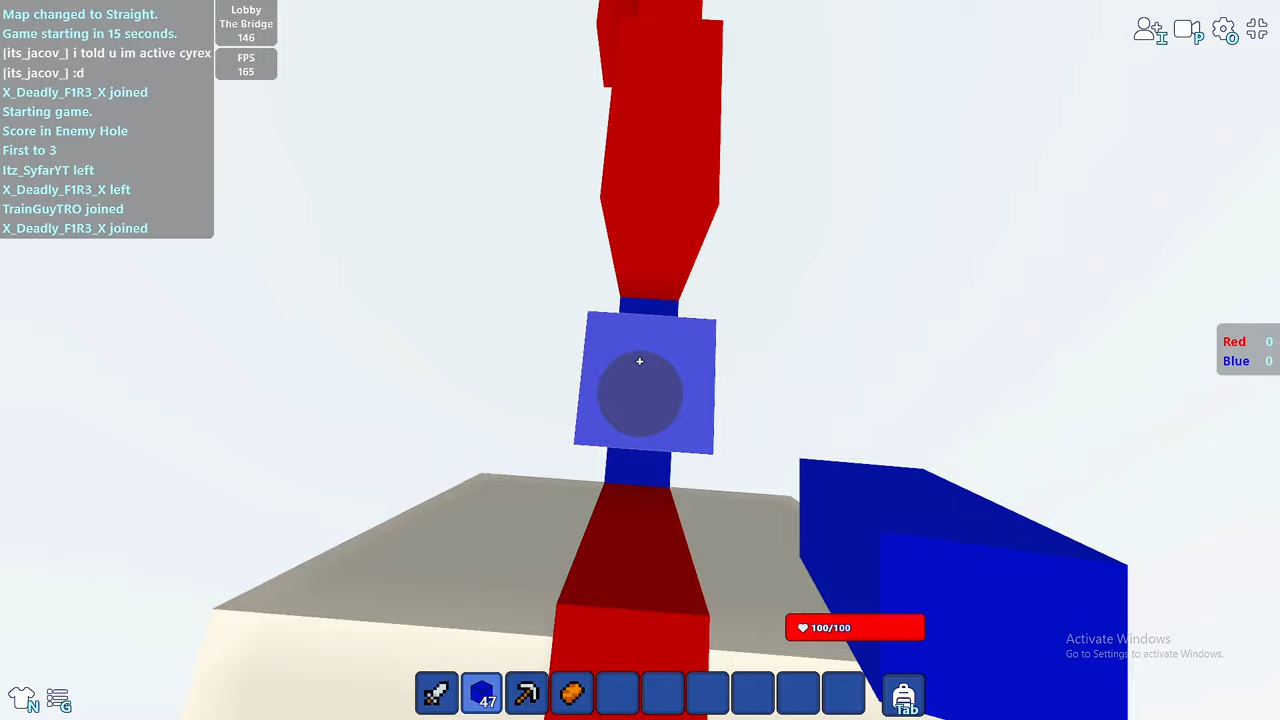 Map changed to Straight.
Game starting in 15 seconds.
[its_jacov_] i told u im active cyrex
[its_jacov_] :d
X_Deadly_F1R3_X joined
Starting game.
Score in Enemy Hole
First to 3
Itz_SyfarYT left
X_Deadly_F1R3_X left
TrainGuyTRO joined
X_Deadly_F1R3_X joined
Lobby
The Bridge
146
FPS
165
I
P
O
Red 0
Blue 0
100/100
Activate Windows
Go to Settings to activate Windows.
47
Tab
N
G